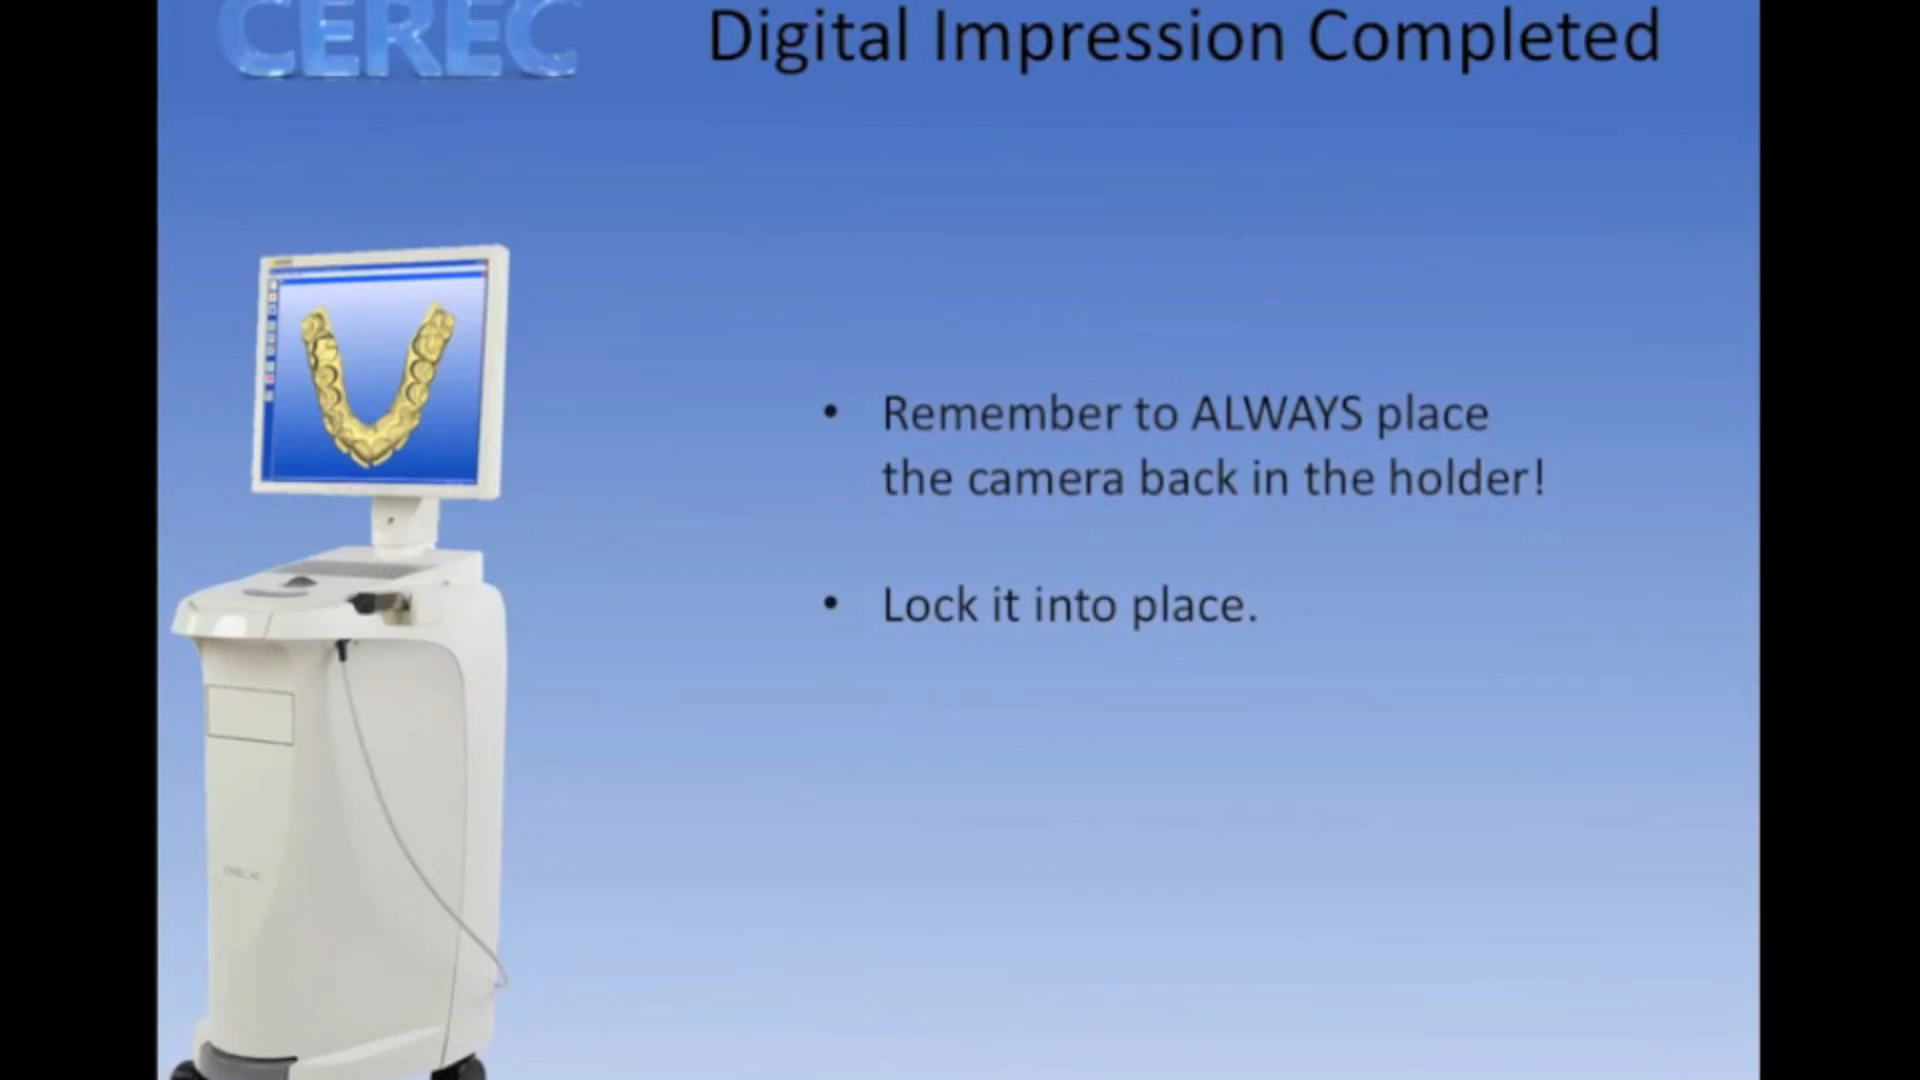 CEREC
Digital Impression Completed
• Remember to ALWAYS place
the camera back in the holder!
• Lock it into place.